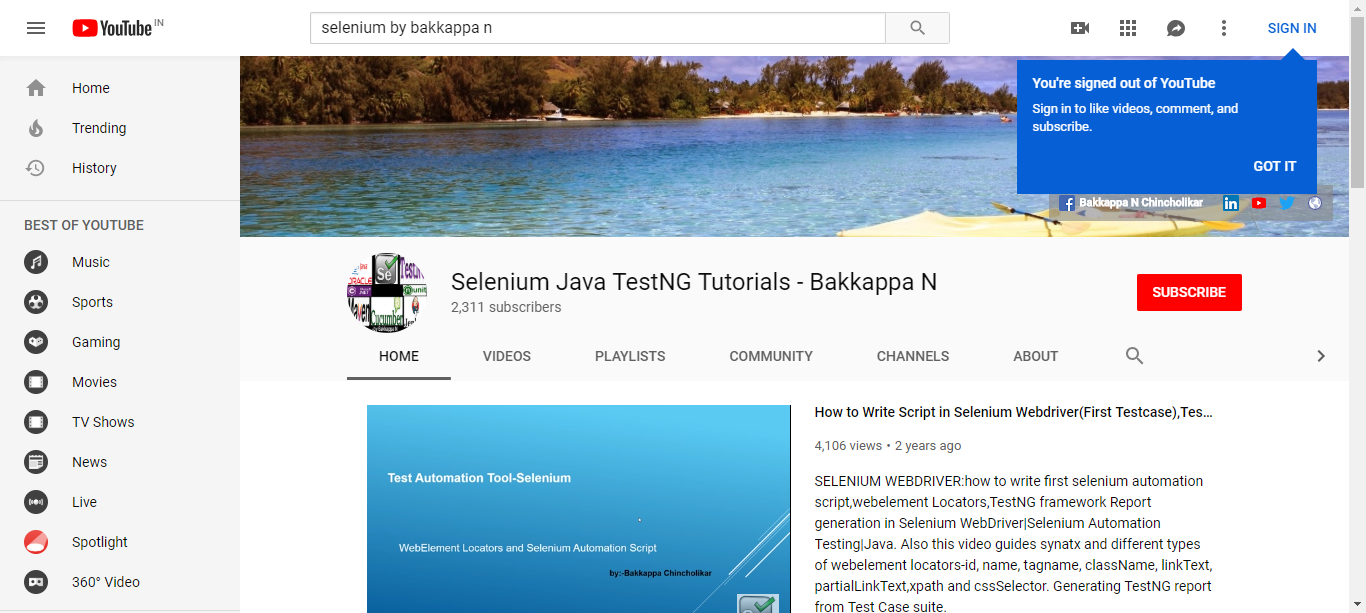 YouTube IN
selenium by bakkappa n
SIGN IN
You're signed out of YouTube
Sign in to like videos, comment, and
subscribe.
GOT IT
Home
Trending
History
BEST OF YOUTUBE
Music
Sports
Gaming
Movies
TV Shows
News
Live
Spotlight
360° Video
Bakkappa N Chincholikar
Selenium Java TestNG Tutorials - Bakkappa N
2,311 subscribers
SUBSCRIBE
HOME
VIDEOS
PLAYLISTS
COMMUNITY
CHANNELS
ABOUT
Test Automation Tool-Selenium
WebElement Locators and Selenium Automation Script
by:-Bakkappa Chincholikar
How to Write Script in Selenium Webdriver(First Testcase),Tes...
4,106 views • 2 years ago
SELENIUM WEBDRIVER:how to write first selenium automation
script,webelement Locators,TestNG framework Report
generation in Selenium WebDriver|Selenium Automation
Testing|Java. Also this video guides synatx and different types
of webelement locators-id, name, tagname, className, linkText,
partialLinkText,xpath and cssSelector. Generating TestNG report
from Test Case suite.